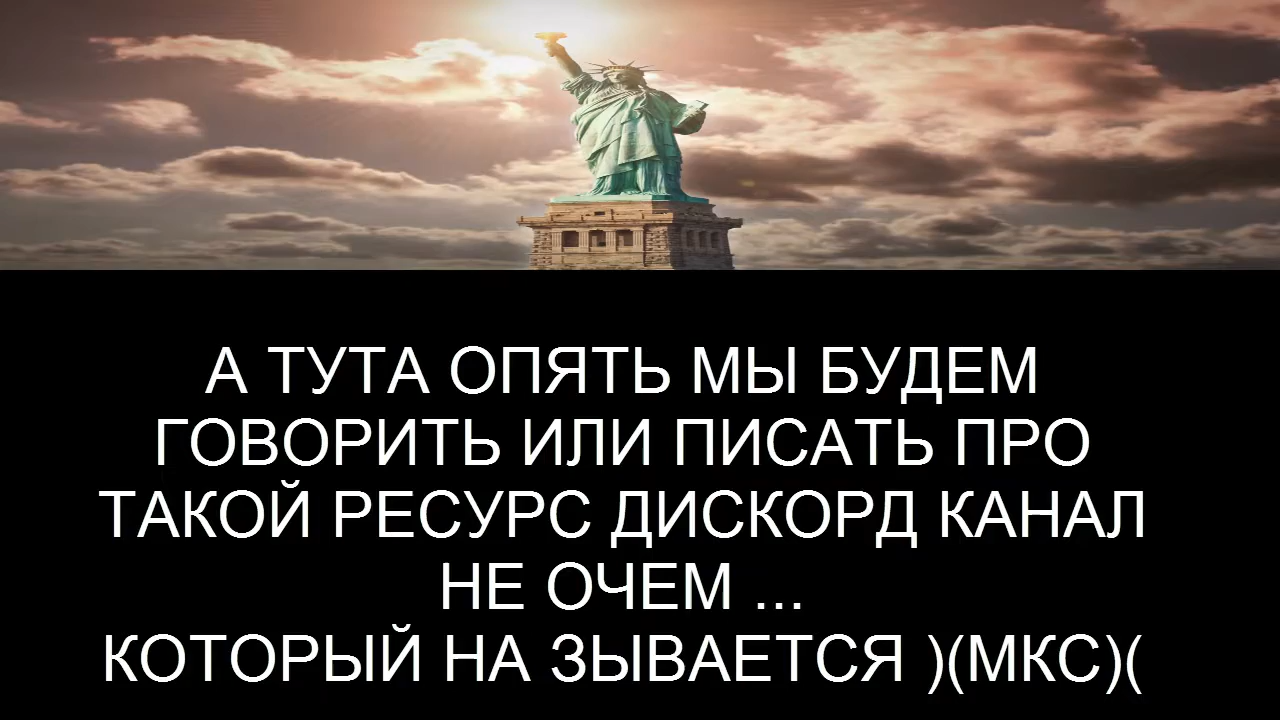 А ТУТА ОПЯТЬ МЫ БУДЕМ
ГОВОРИТЬ ИЛИ ПИСАТЬ ПРО
ТАКОЙ РЕСУРС ДИСКОРД КАНАЛ
НЕ ОЧЕМ ...
КОТОРЫЙ НА ЗЫВАЕТСЯ )(МКС)(